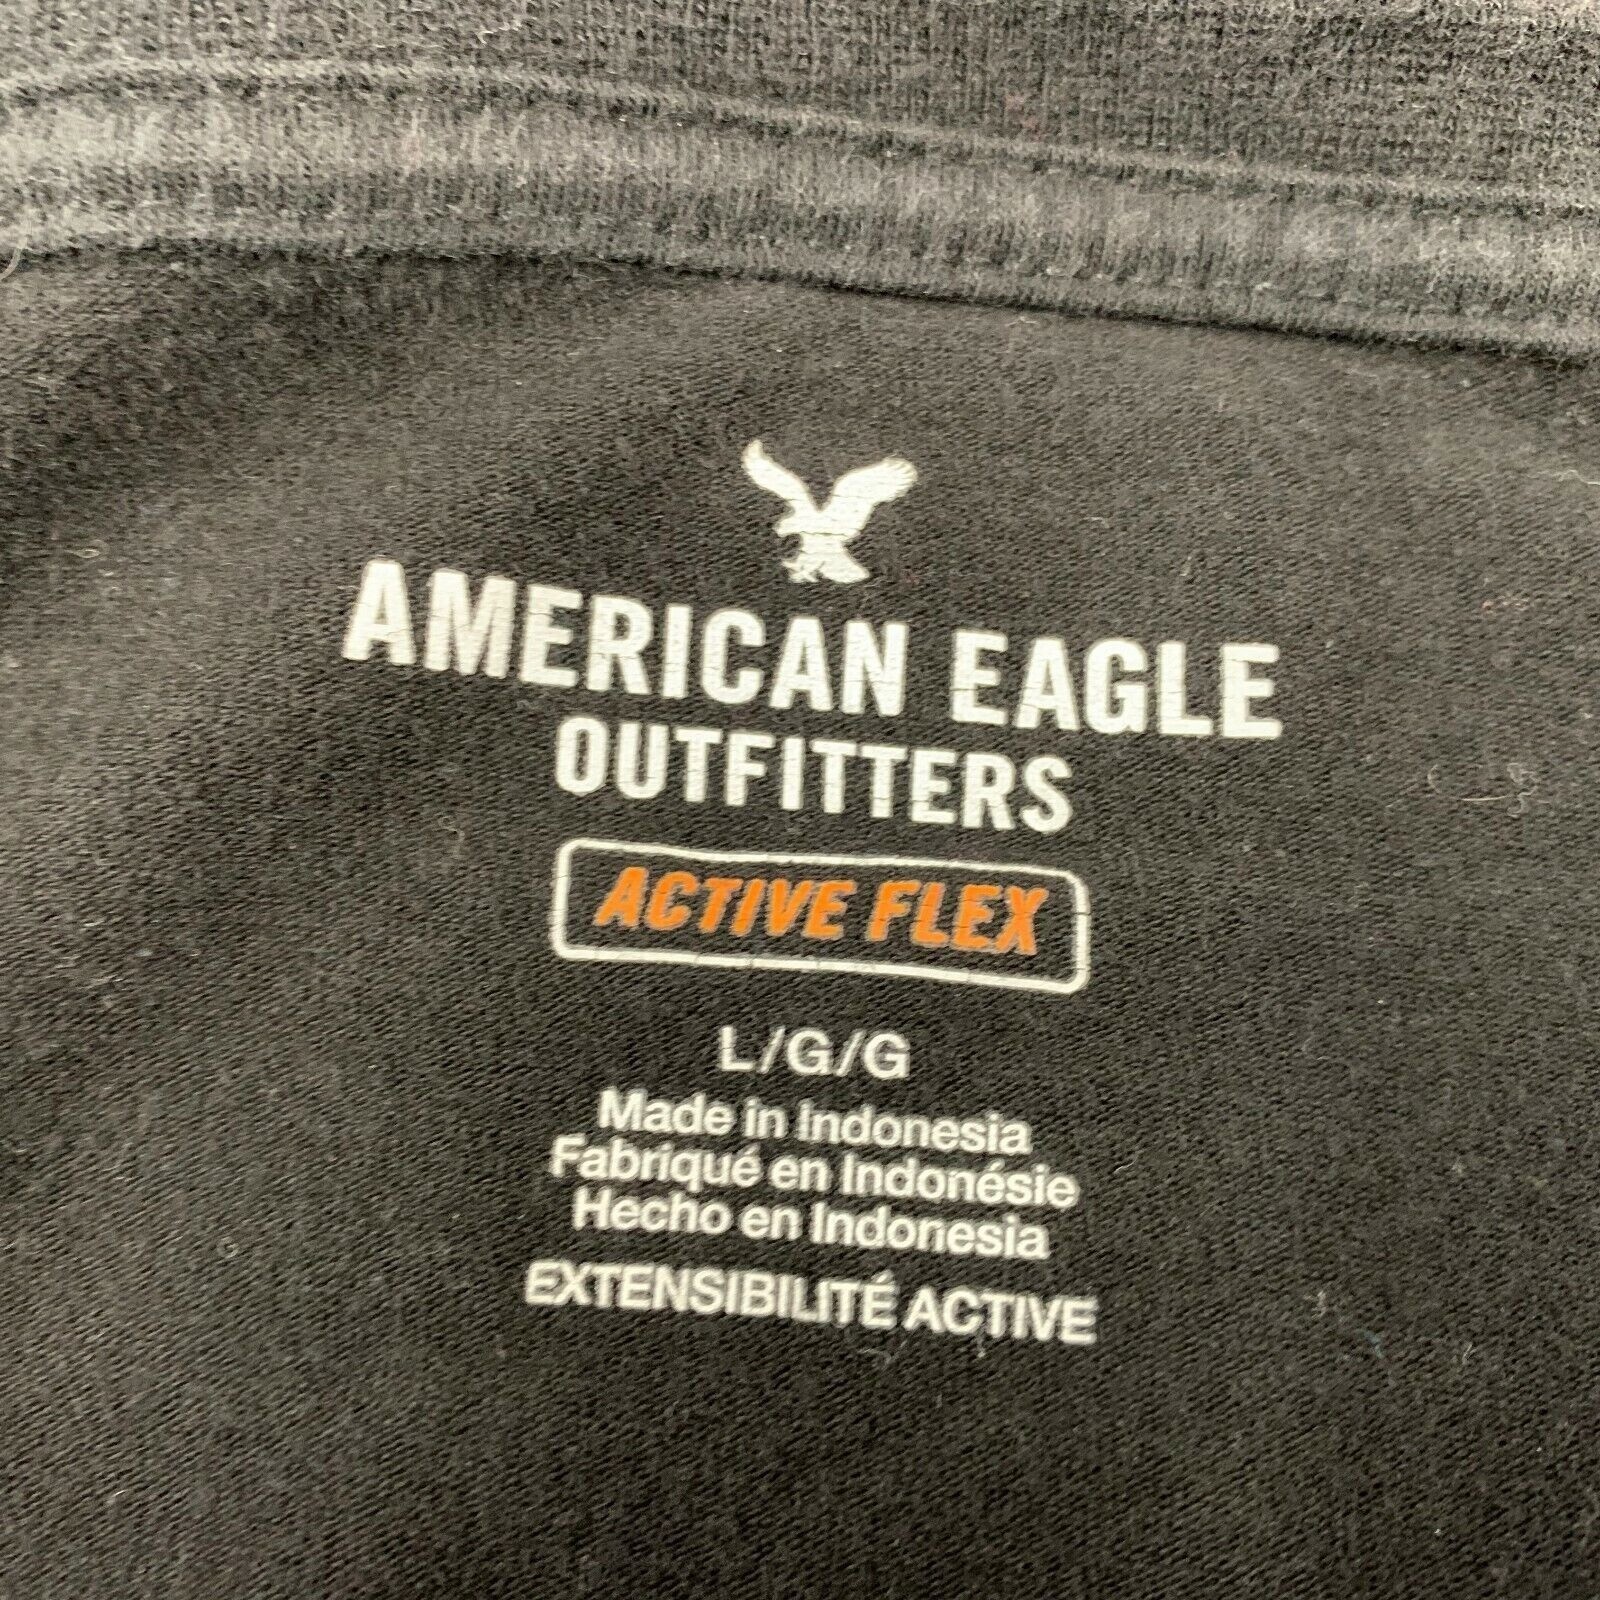 AMERICAN EAGLE
OUTFITTERS
ACTIVE FLEX
L/G/G
Made in Indonesia
Fabriqué en Indonésie
Hecho en Indonesia
EXTENSIBILITÉ ACTIVE